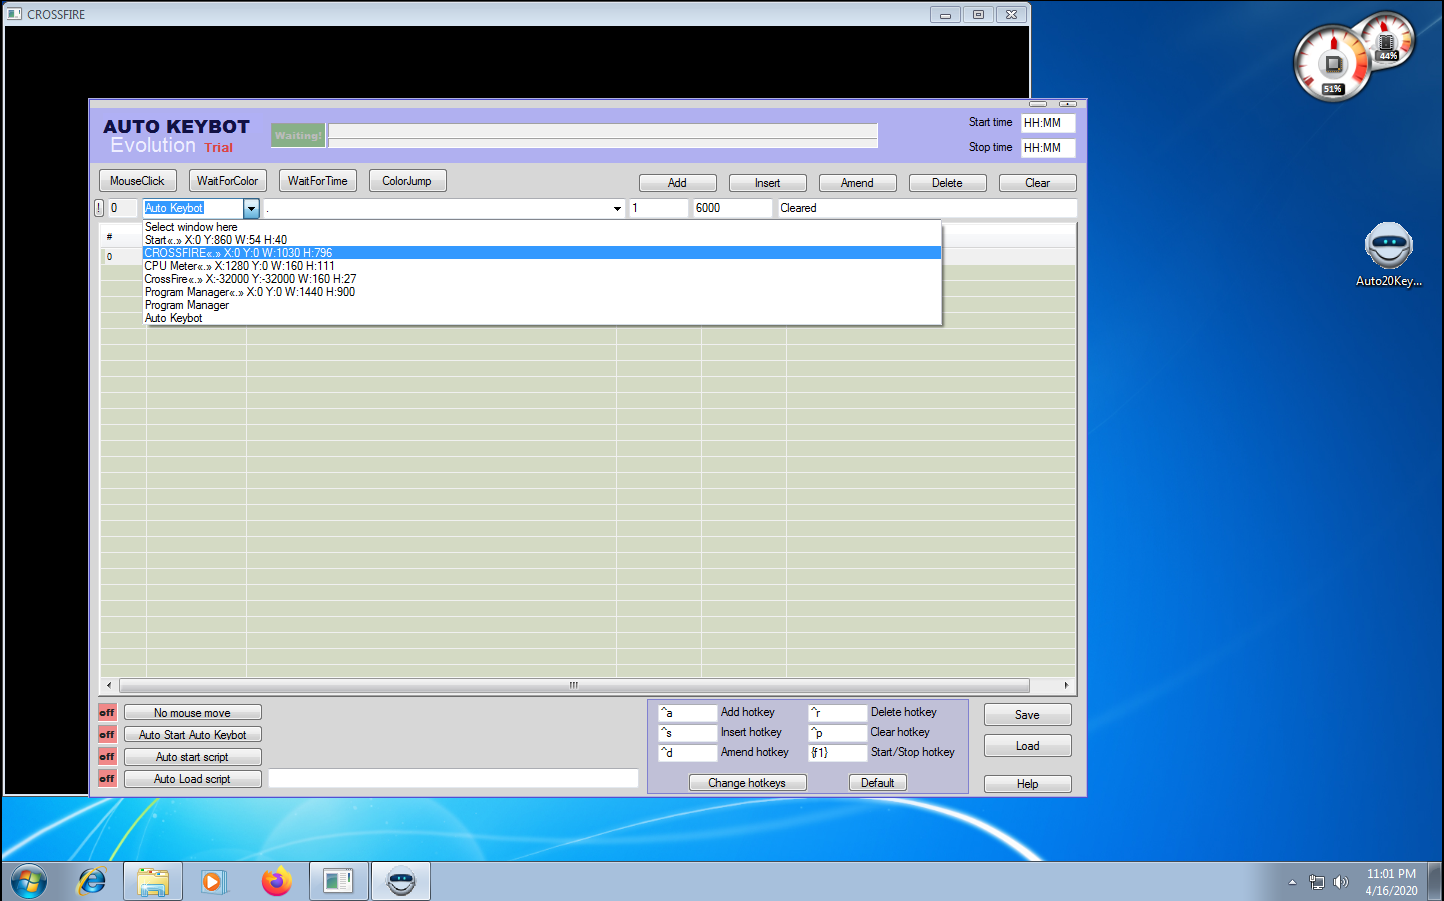 CROSSFIRE
51%
44%
AUTO KEYBOT
Evolution Trial
Waiting!
Start time HH:MM
Stop time HH:MM
MouseClick WaitForColor WaitForTime ColorJump
Add Insert Amend Delete Clear
! 0 Auto Keybot . 1 6000 Cleared
#
0
Select window here
Start«.» X:0 Y:860 W:54 H:40
CROSSFIRE«.» X:0 Y:0 W:1030 H:796
CPU Meter«.» X:1280 Y:0 W:160 H:111
CrossFire«.» X:-32000 Y:-32000 W:160 H:27
Program Manager«.» X:0 Y:0 W:1440 H:900
Program Manager
Auto Keybot
Auto20Key...
off No mouse move
off Auto Start Auto Keybot
off Auto start script
off Auto Load script
^a Add hotkey ^r Delete hotkey
^s Insert hotkey ^p Clear hotkey
^d Amend hotkey {f1} Start/Stop hotkey
Change hotkeys Default
Save
Load
Help
11:01 PM
4/16/2020